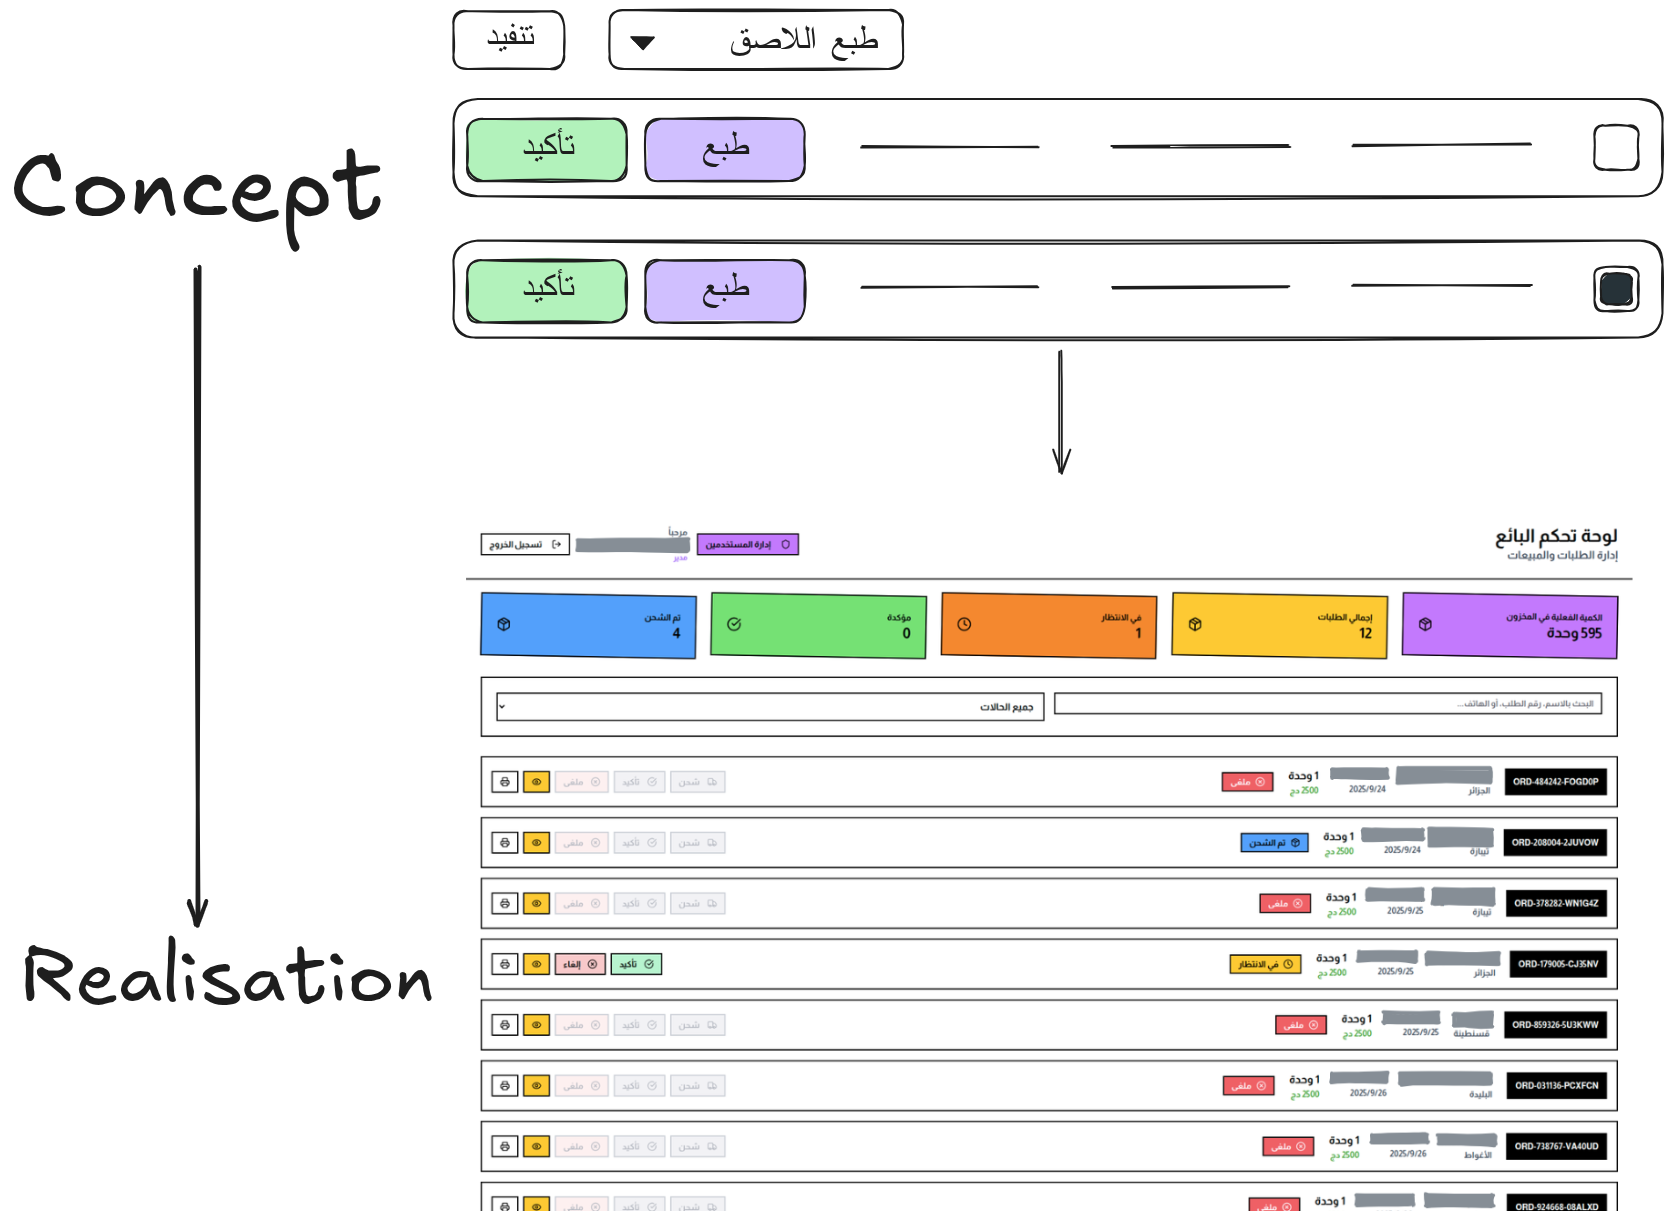 طبع اللاصق
تنفيد
طبع
تأكيد
Concept
طبع
تأكيد
لوحة تحكم البائع
إدارة الطلبات والمبيعات
إدارة المستخدمين
مرحباً
مدير
تسجيل الخروج
الكمية الفعلية في المخزون
595 وحدة
إجمالي الطلبات
12
في الانتظار
1
مؤكدة
0
تم الشحن
4
البحث بالاسم، رقم الطلب، أو الهاتف...
جميع الحالات
ORD-484242-FOGD0P الجزائر 2025/9/24 1 وحدة 2500 دج ملغى شحن تأكيد ملغى
ORD-208004-2JUVOW تيبازة 2025/9/24 1 وحدة 2500 دج تم الشحن شحن تأكيد ملغى
ORD-378282-WN1G4Z تيبازة 2025/9/25 1 وحدة 2500 دج ملغى شحن تأكيد ملغى
Realisation
ORD-179005-CJ35NV الجزائر 2025/9/25 1 وحدة 2500 دج في الانتظار تأكيد إلغاء
ORD-859326-5U3KWW قسنطينة 2025/9/25 1 وحدة 2500 دج ملغى شحن تأكيد ملغى
ORD-031136-PCXFCN البليدة 2025/9/26 1 وحدة 2500 دج ملغى شحن تأكيد ملغى
ORD-738767-VA40UD الأغواط 2025/9/26 1 وحدة 2500 دج ملغى شحن تأكيد ملغى
ORD-924668-08ALXD 1 وحدة ملغى شحن تأكيد ملغى